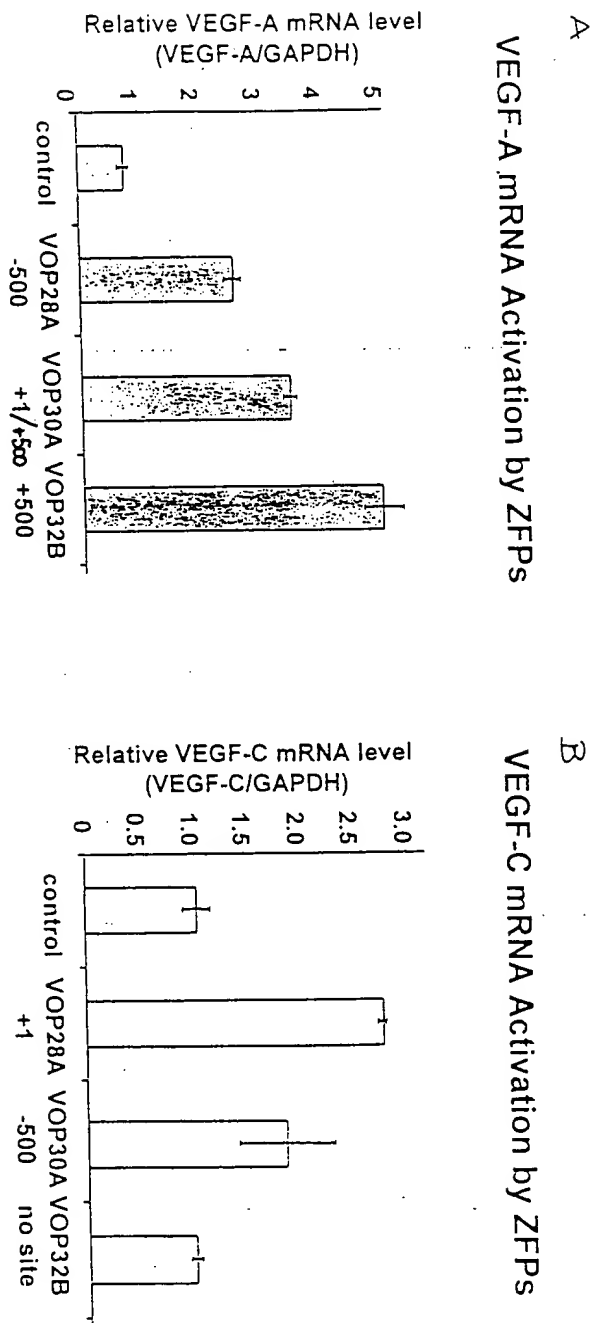 A
VEGF-A mRNA Activation by ZFPs
Relative VEGF-A mRNA level
(VEGF-A/GAPDH)
5
4
3
2
1
0
control VOP28A VOP30A VOP32B
-500 +1/+500 +500
B
VEGF-C mRNA Activation by ZFPs
Relative VEGF-C mRNA level
(VEGF-C/GAPDH)
3.0
2.5
2.0
1.5
1.0
0.5
0
control VOP28A VOP30A VOP32B
+1 -500 no site